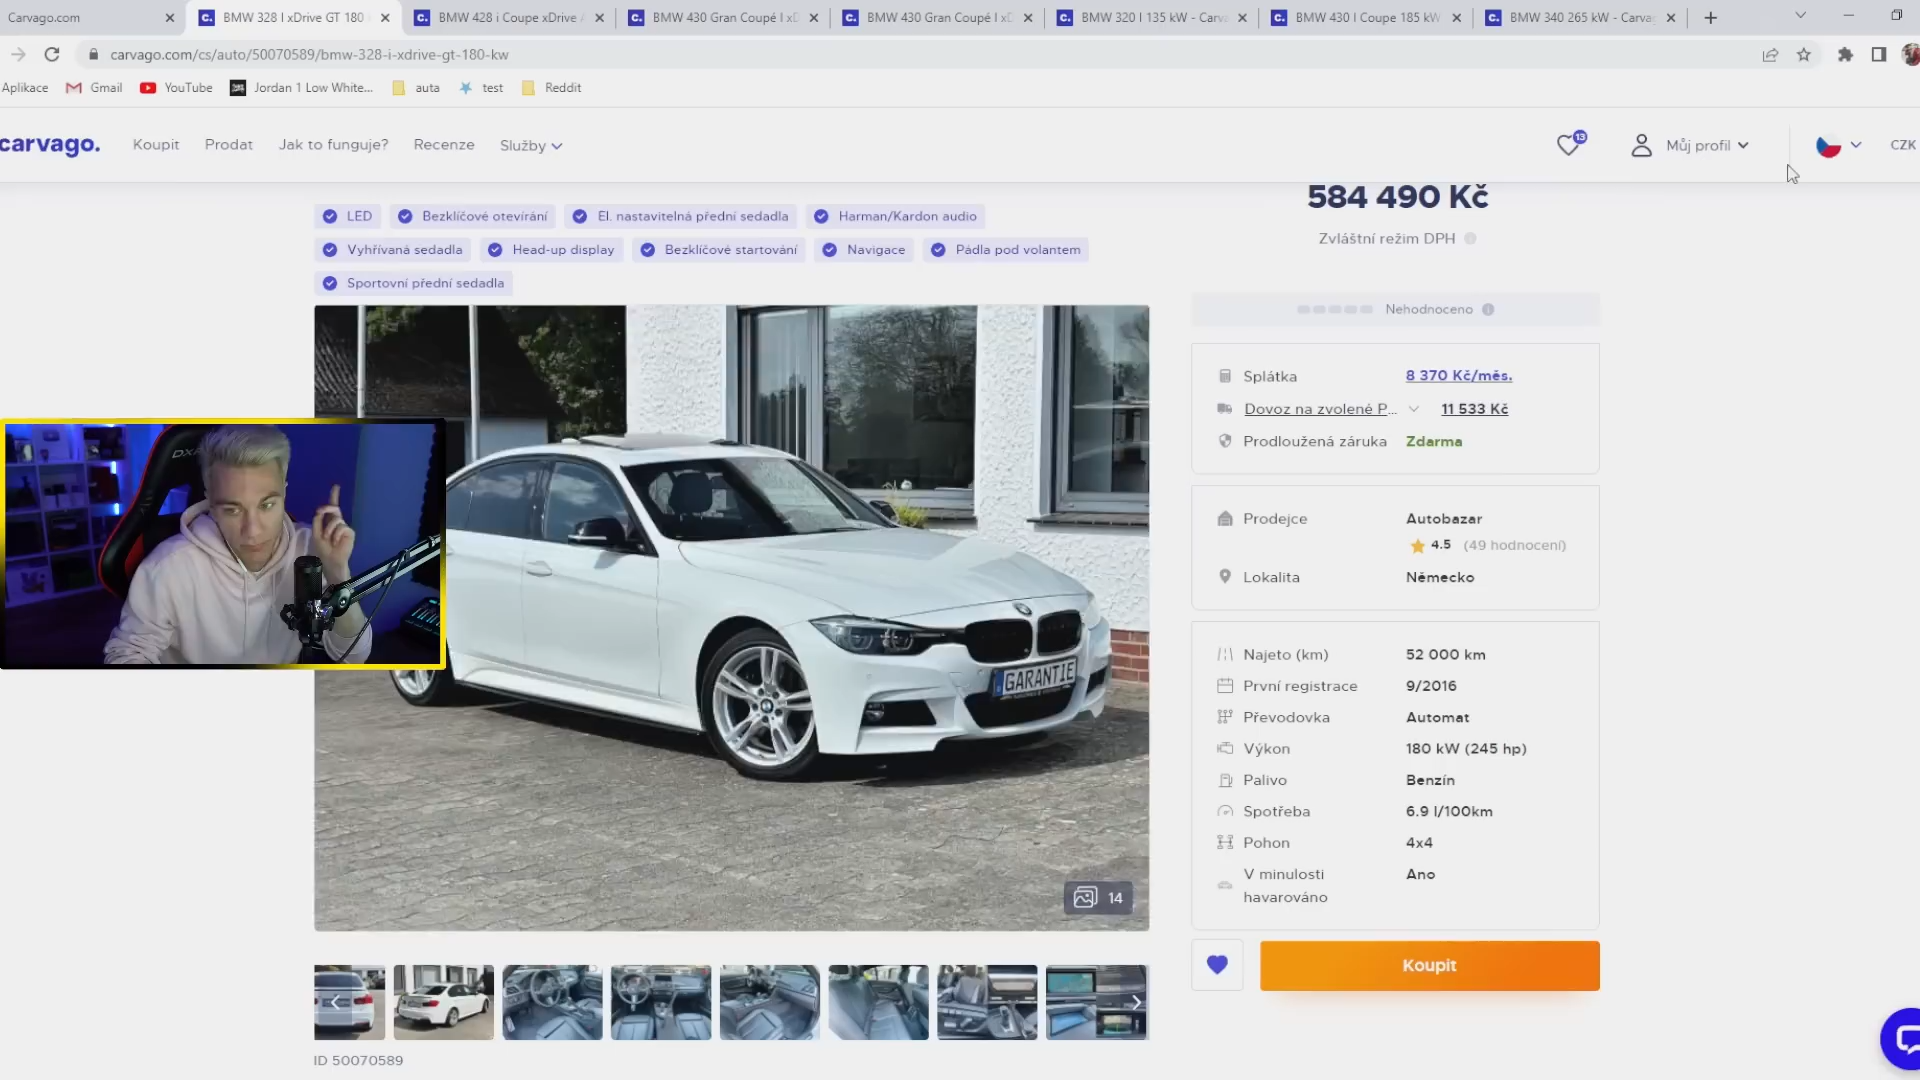 Carvago.com
BMW 328 I xDrive GT 180
BMW 428 i Coupe xDrive
BMW 430 Gran Coupé I xD
BMW 430 Gran Coupé I xD
BMW 320 I 135 kW - Carva
BMW 430 I Coupe 185 kW
BMW 340 265 kW - Carva
carvago.com/cs/auto/50070589/bmw-328-i-xdrive-gt-180-kw
Aplikace
Gmail
YouTube
Jordan 1 Low White...
auta
test
Reddit
carvago.
Koupit
Prodat
Jak to funguje?
Recenze
Služby
13
Můj profil
CZK
584 490 Kč
Zvláštní režim DPH
LED
Bezklíčové otevírání
El. nastavitelná přední sedadla
Harman/Kardon audio
Vyhřívaná sedadla
Head-up display
Bezklíčové startování
Navigace
Pádla pod volantem
Sportovní přední sedadla
Nehodnoceno
Splátka 8 370 Kč/měs.
Dovoz na zvolené P... 11 533 Kč
Prodloužená záruka Zdarma
Prodejce Autobazar
4.5 (49 hodnocení)
Lokalita Německo
Najeto (km) 52 000 km
První registrace 9/2016
Převodovka Automat
Výkon 180 kW (245 hp)
Palivo Benzín
Spotřeba 6.9 l/100km
Pohon 4x4
V minulosti Ano
havarováno
GARANTIE
14
Koupit
ID 50070589